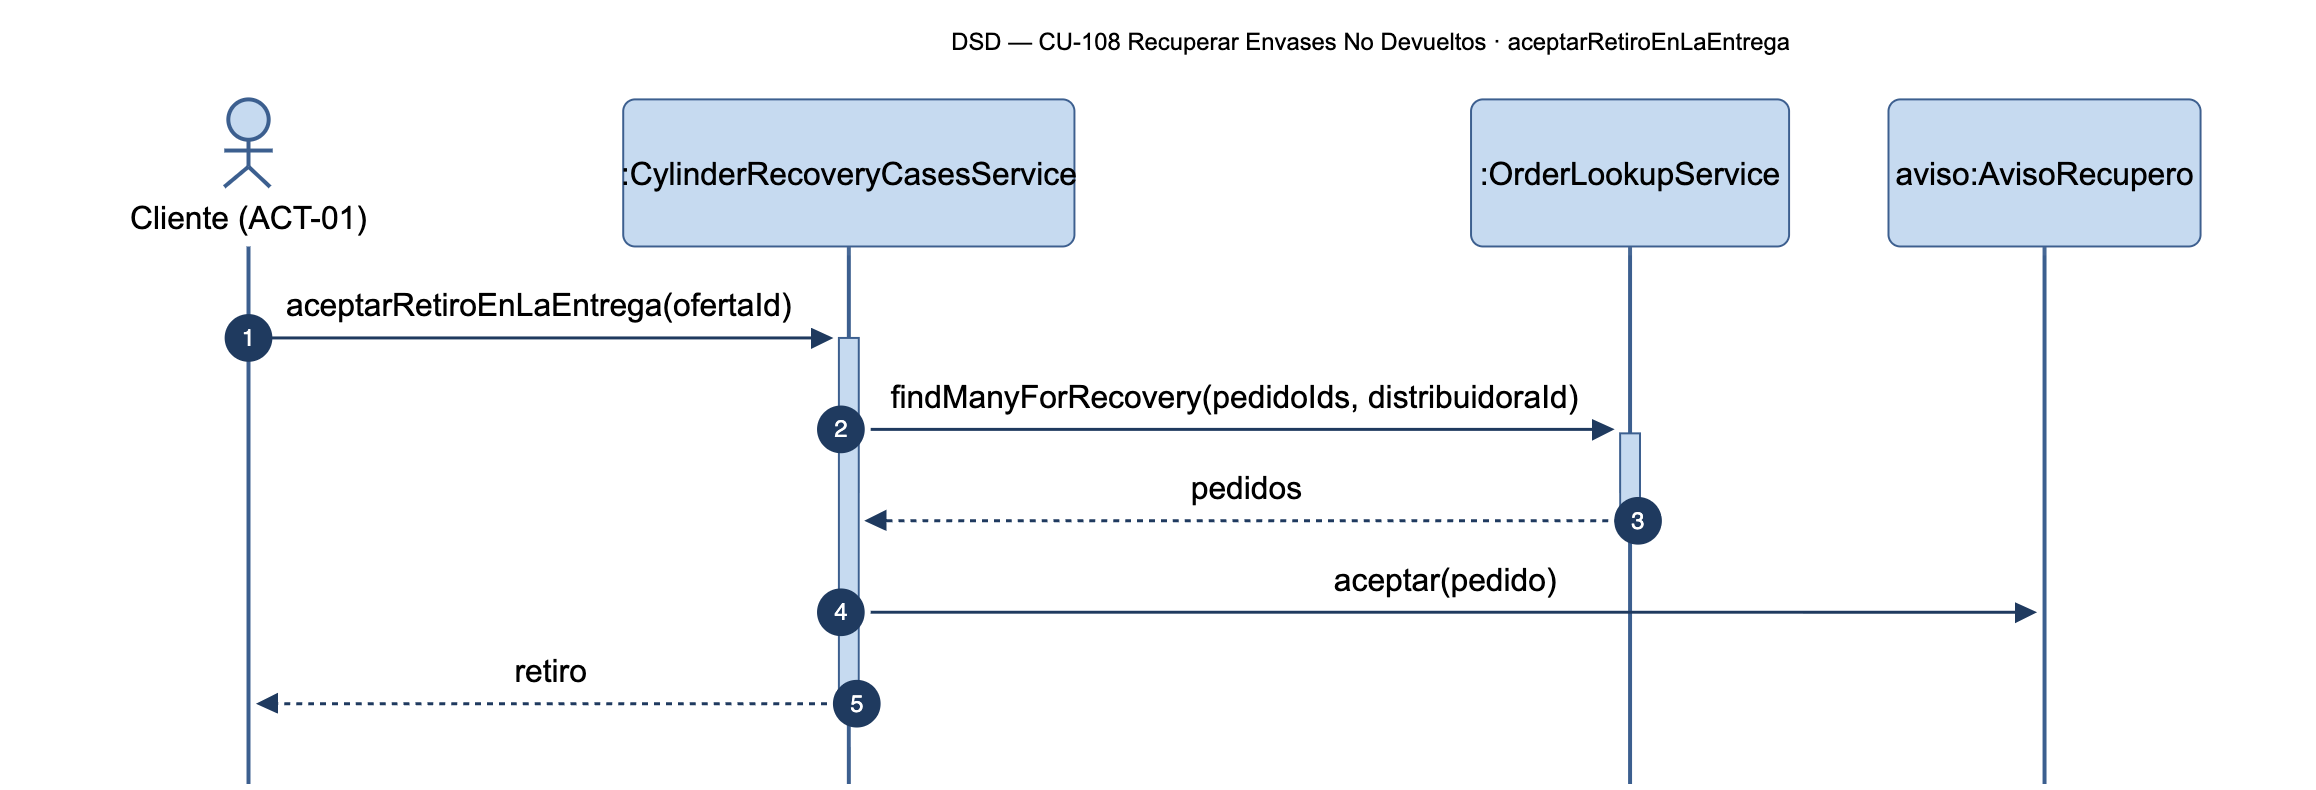 DSD — CU-108 Recuperar Envases No Devueltos · aceptarRetiroEnLaEntrega
Cliente (ACT-01)
:CylinderRecoveryCasesService
:OrderLookupService
aviso:AvisoRecupero
aceptarRetiroEnLaEntrega(ofertaId)
1
findManyForRecovery(pedidoIds, distribuidoraId)
2
pedidos
3
aceptar(pedido)
4
retiro
5